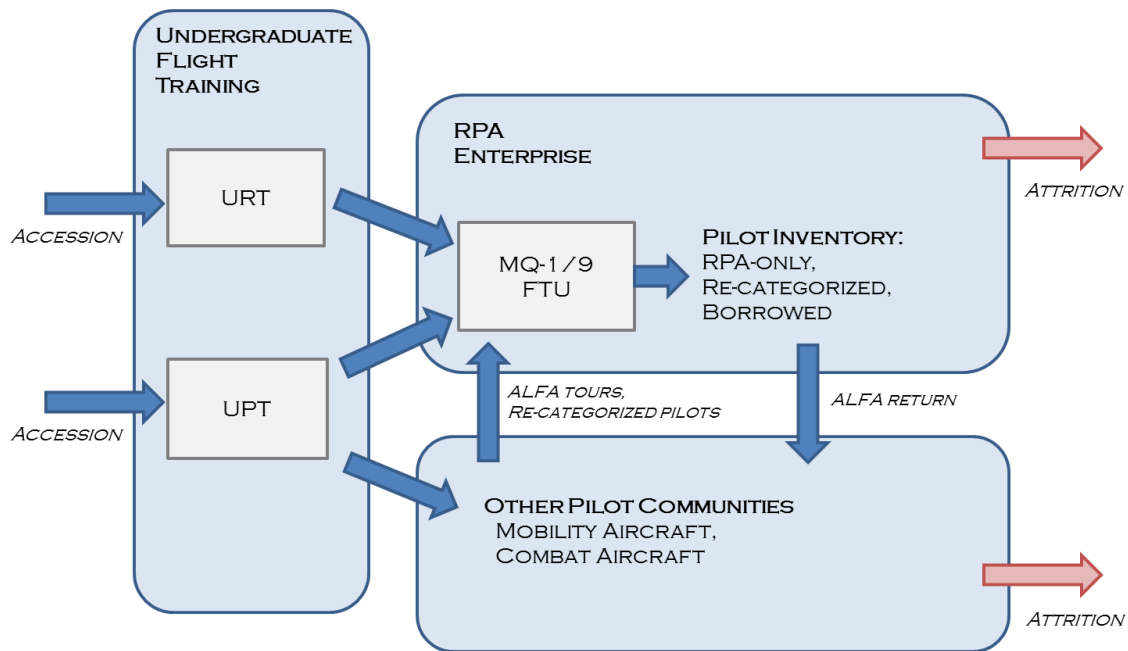 Undergraduate
Flight
Training
URT
Accession
UPT
Accession
RPA
Enterprise
MQ-1/9
FTU
Pilot Inventory:
RPA-only,
Re-categorized,
Borrowed
Attrition
ALFA tours,
Re-categorized pilots
ALFA return
Other Pilot Communities
Mobility Aircraft,
Combat Aircraft
Attrition